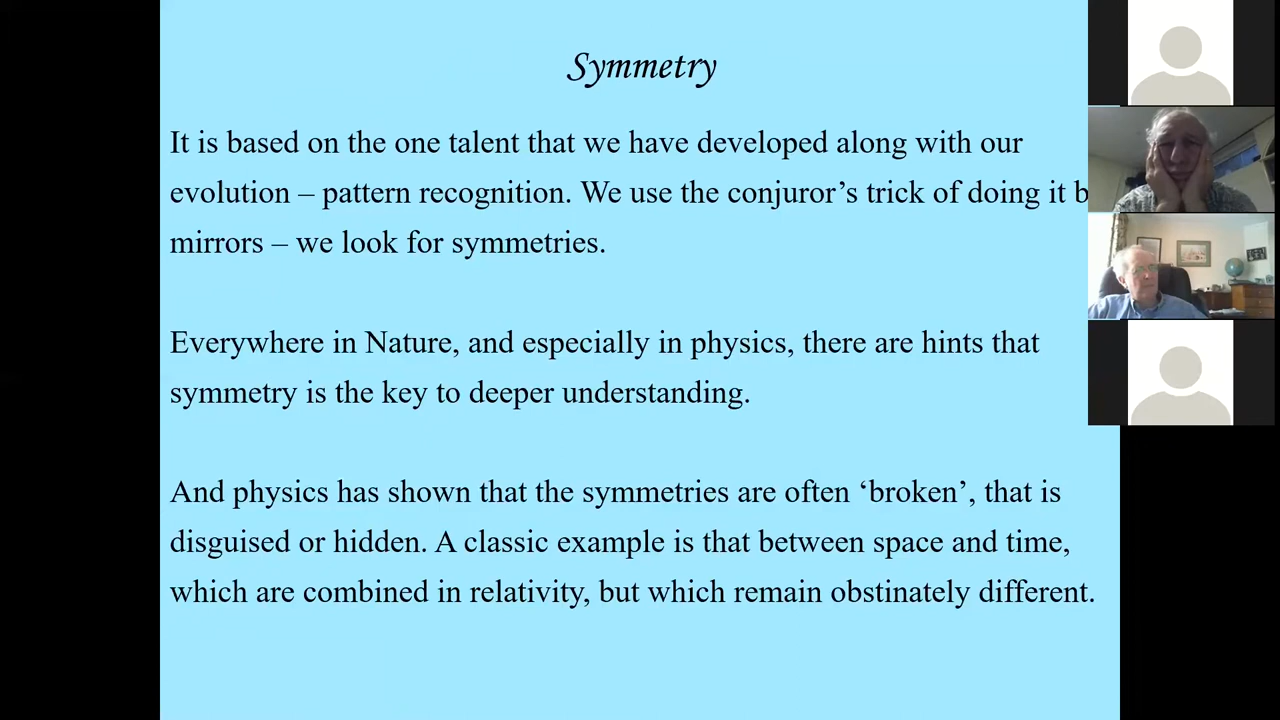 Symmetry
It is based on the one talent that we have developed along with our
evolution – pattern recognition. We use the conjuror’s trick of doing it
mirrors – we look for symmetries.
Everywhere in Nature, and especially in physics, there are hints that
symmetry is the key to deeper understanding.
And physics has shown that the symmetries are often ‘broken’, that is
disguised or hidden. A classic example is that between space and time,
which are combined in relativity, but which remain obstinately different.